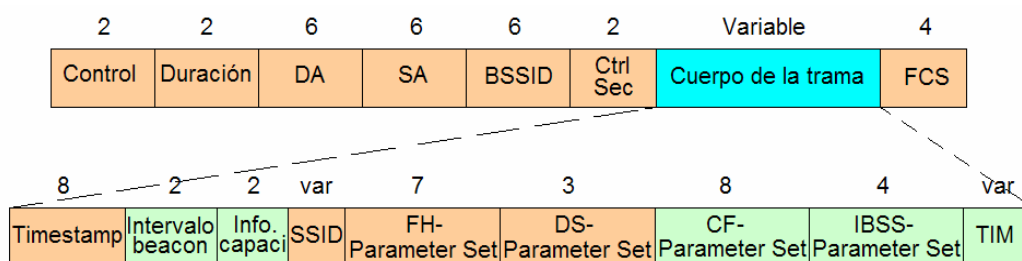 2 2 6 6 6 2 Variable 4
Control Duración DA SA BSSID Ctrl Sec Cuerpo de la trama FCS
8 2 2 var 7 3 8 4 var
Timestamp Intervalo beacon Info. capaci SSID FH-Parameter Set DS-Parameter Set CF-Parameter Set IBSS-Parameter Set TIM